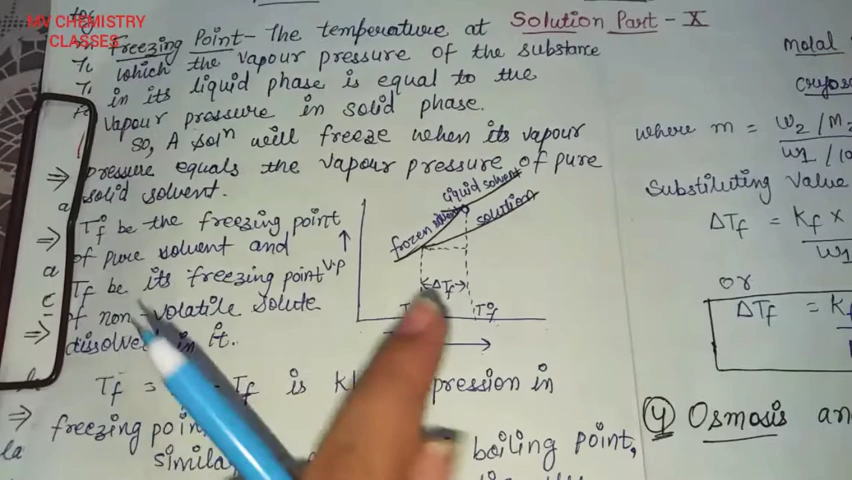 MV CHEMISTRY
CLASSES
Solution Part - X
Freezing Point - The temperature at
which the vapour pressure of the substance
in its liquid phase is equal to the
vapour pressure in solid phase.
so, A solⁿ will freeze when its vapour
pressure equals the vapour pressure of pure
solid solvent.
T°f be the freezing point
of pure solvent and
Tf be its freezing point
of non-volatile solute
dissolved in it.
liquid solvent
frozen
solution
V.P
ΔTf
T°f
Tf = - Tf is pression in
freezing poin
simila boiling point,
Molal
cryos
where m = w2/M2
w1/10
Substituting value
ΔTf = Kf ×
w1
or
ΔTf = K
(4) Osmosis an